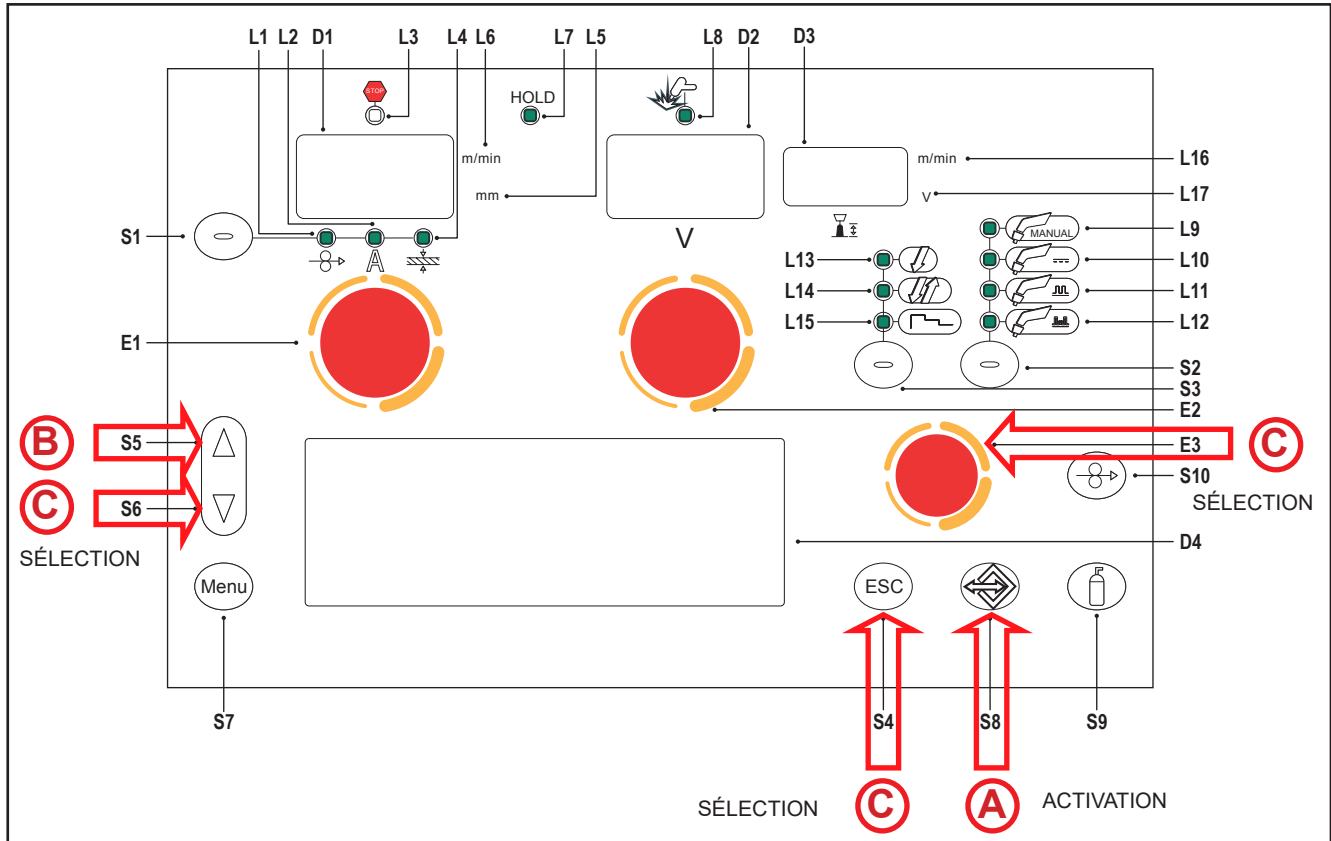 L1 L2 D1 L3 L4 L6 L7 L5 L8 D2 D3
STOP
HOLD
m/min
mm
m/min
L16
V
L17
S1
A
V
MANUAL
L9
L13
L10
L14
L11
L15
L12
E1
S2
S3
E2
B
S5
E3
C
S10
C
S6
SÉLECTION
SÉLECTION
D4
Menu
ESC
S7
S4
S8
S9
SÉLECTION
C
A
ACTIVATION